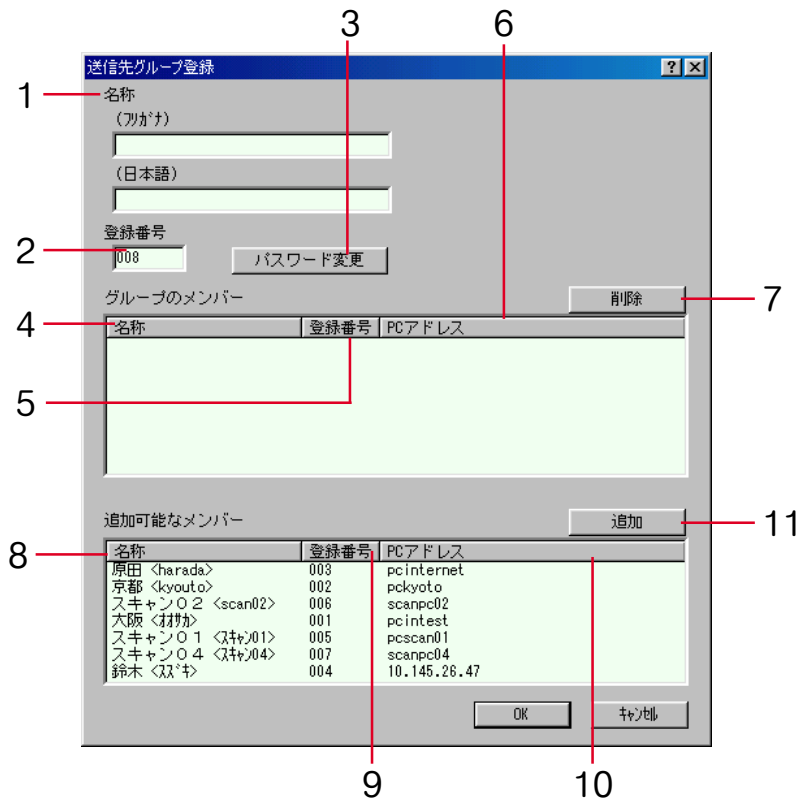 3
6
送信先グループ登録
1
名称
(ﾌﾘｶﾞﾅ)
(日本語)
登録番号
2
008
パスワード変更
グループのメンバー
削除
7
4
名称 登録番号 PCアドレス
5
追加可能なメンバー
追加
11
8
名称 登録番号 PCアドレス
原田 <harada> 003 pcinternet
京都 <kyouto> 002 pckyoto
スキャン０２ <scan02> 006 scanpc02
大阪 <ｵｵｻｶ> 001 pcintest
スキャン０１ <ｽｷｬﾝ01> 005 pcscan01
スキャン０４ <ｽｷｬﾝ04> 007 scanpc04
鈴木 <ｽｽﾞｷ> 004 10.145.26.47
OK
ｷｬﾝｾﾙ
9
10